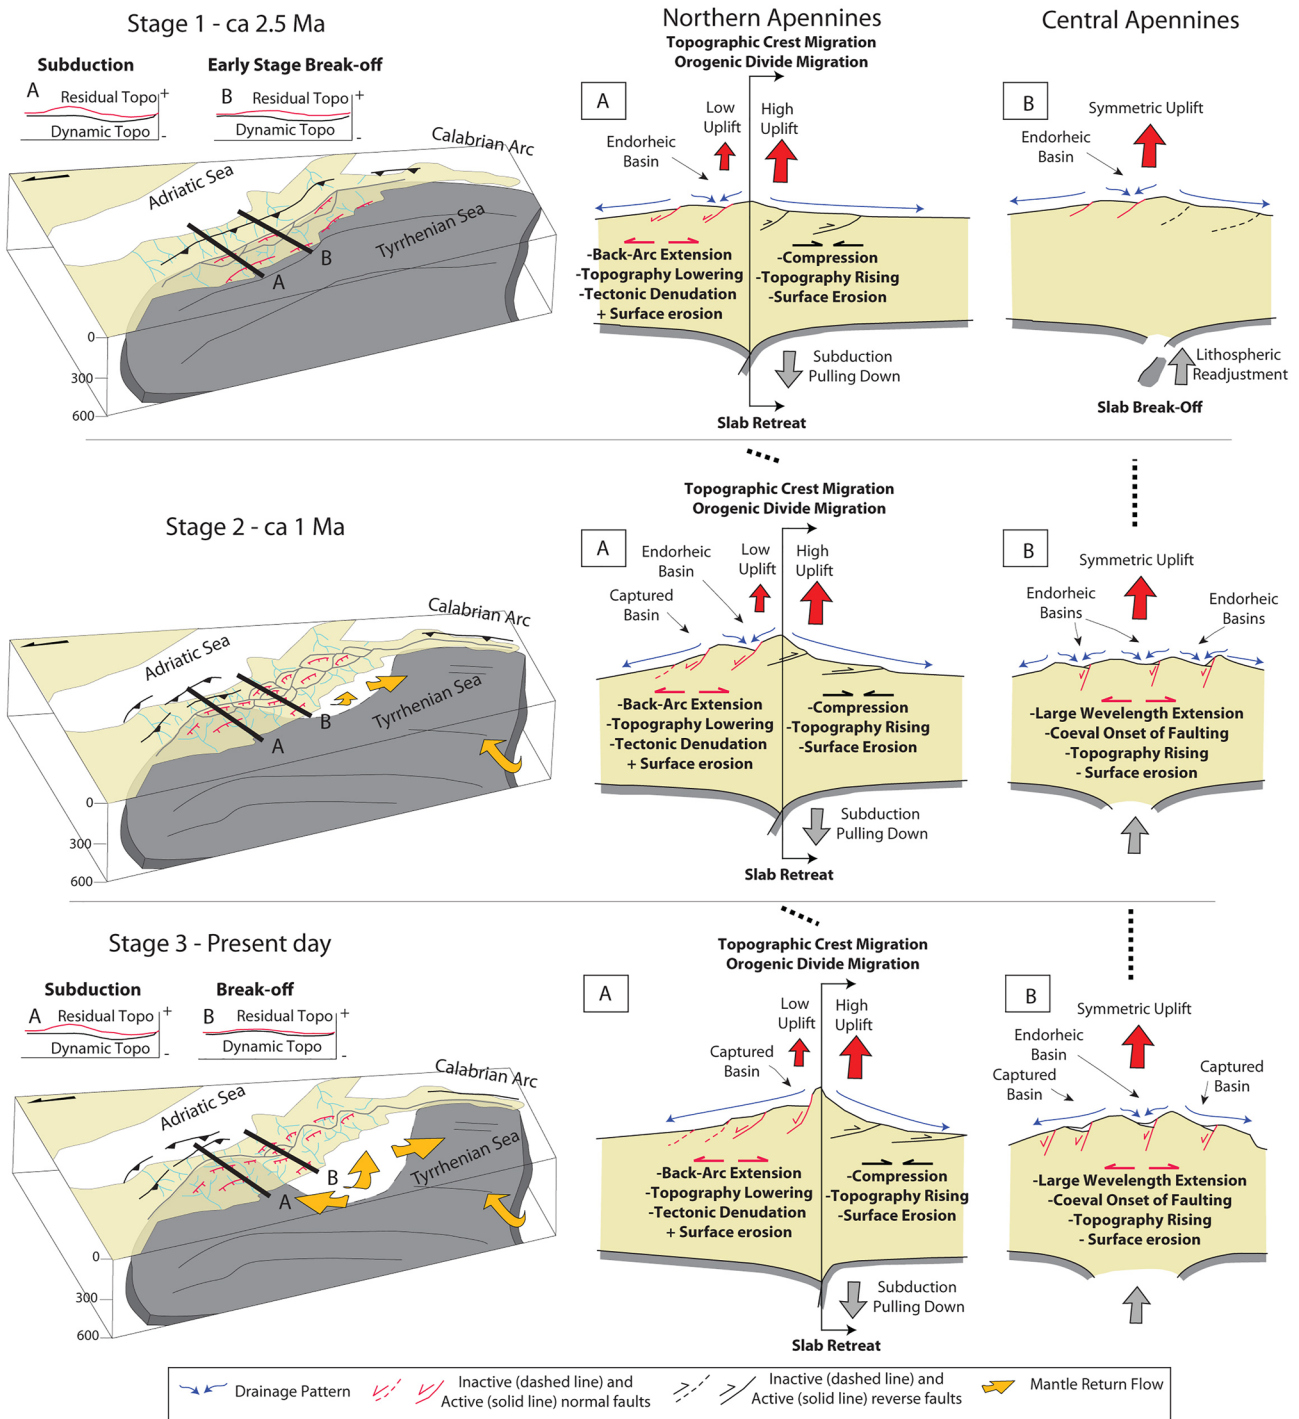 Stage 1 - ca 2.5 Ma
Northern Apennines
Central Apennines
Subduction
Early Stage Break-off
A
Residual Topo
+
Dynamic Topo
-
B
Residual Topo
+
Dynamic Topo
-
Calabrian Arc
Adriatic Sea
Tyrrhenian Sea
B
A
0
300
600
Topographic Crest Migration
Orogenic Divide Migration
A
Low
Uplift
High
Uplift
Endorheic
Basin
-Back-Arc Extension
-Topography Lowering
-Tectonic Denudation
+ Surface erosion
-Compression
-Topography Rising
-Surface Erosion
Subduction
Pulling Down
Slab Retreat
B
Symmetric Uplift
Endorheic
Basin
Lithospheric
Readjustment
Slab Break-Off
Stage 2 - ca 1 Ma
Calabrian Arc
Adriatic Sea
Tyrrhenian Sea
B
A
0
300
600
Topographic Crest Migration
Orogenic Divide Migration
A
Endorheic
Basin
Low
Uplift
High
Uplift
Captured
Basin
-Back-Arc Extension
-Topography Lowering
-Tectonic Denudation
+ Surface erosion
-Compression
-Topography Rising
-Surface Erosion
Subduction
Pulling Down
Slab Retreat
B
Symmetric Uplift
Endorheic
Basins
Endorheic
Basins
-Large Wevelength Extension
-Coeval Onset of Faulting
-Topography Rising
- Surface erosion
Stage 3 - Present day
Subduction
Break-off
A
Residual Topo
+
Dynamic Topo
-
B
Residual Topo
+
Dynamic Topo
-
Calabrian Arc
Adriatic Sea
Tyrrhenian Sea
B
A
0
300
600
Topographic Crest Migration
Orogenic Divide Migration
A
Low
Uplift
High
Uplift
Captured
Basin
-Back-Arc Extension
-Topography Lowering
-Tectonic Denudation
+ Surface erosion
-Compression
-Topography Rising
-Surface Erosion
Subduction
Pulling Down
Slab Retreat
B
Symmetric Uplift
Endorheic
Basin
Captured
Basin
Captured
Basin
-Large Wavelength Extension
-Coeval Onset of Faulting
-Topography Rising
- Surface erosion
Drainage Pattern
Inactive (dashed line) and
Active (solid line) normal faults
Inactive (dashed line) and
Active (solid line) reverse faults
Mantle Return Flow